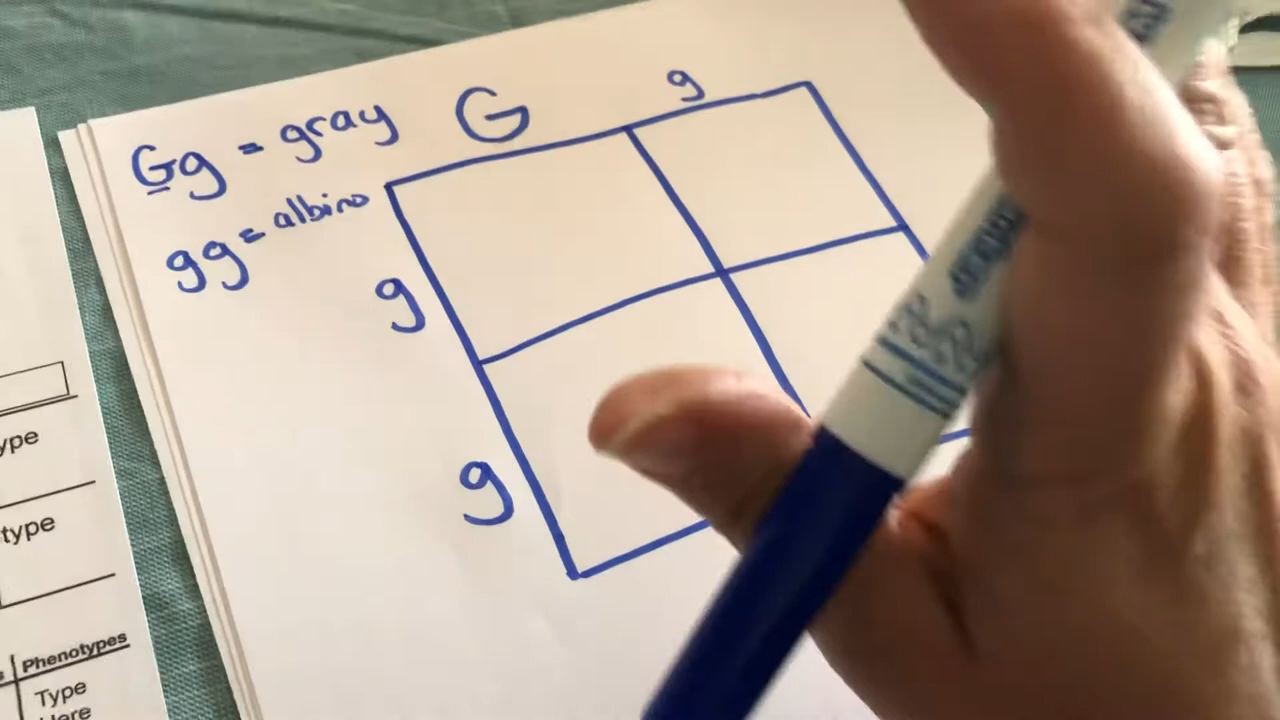 Gg = gray
gg = albino
G g
g
g
ype
type
Phenotypes
Type